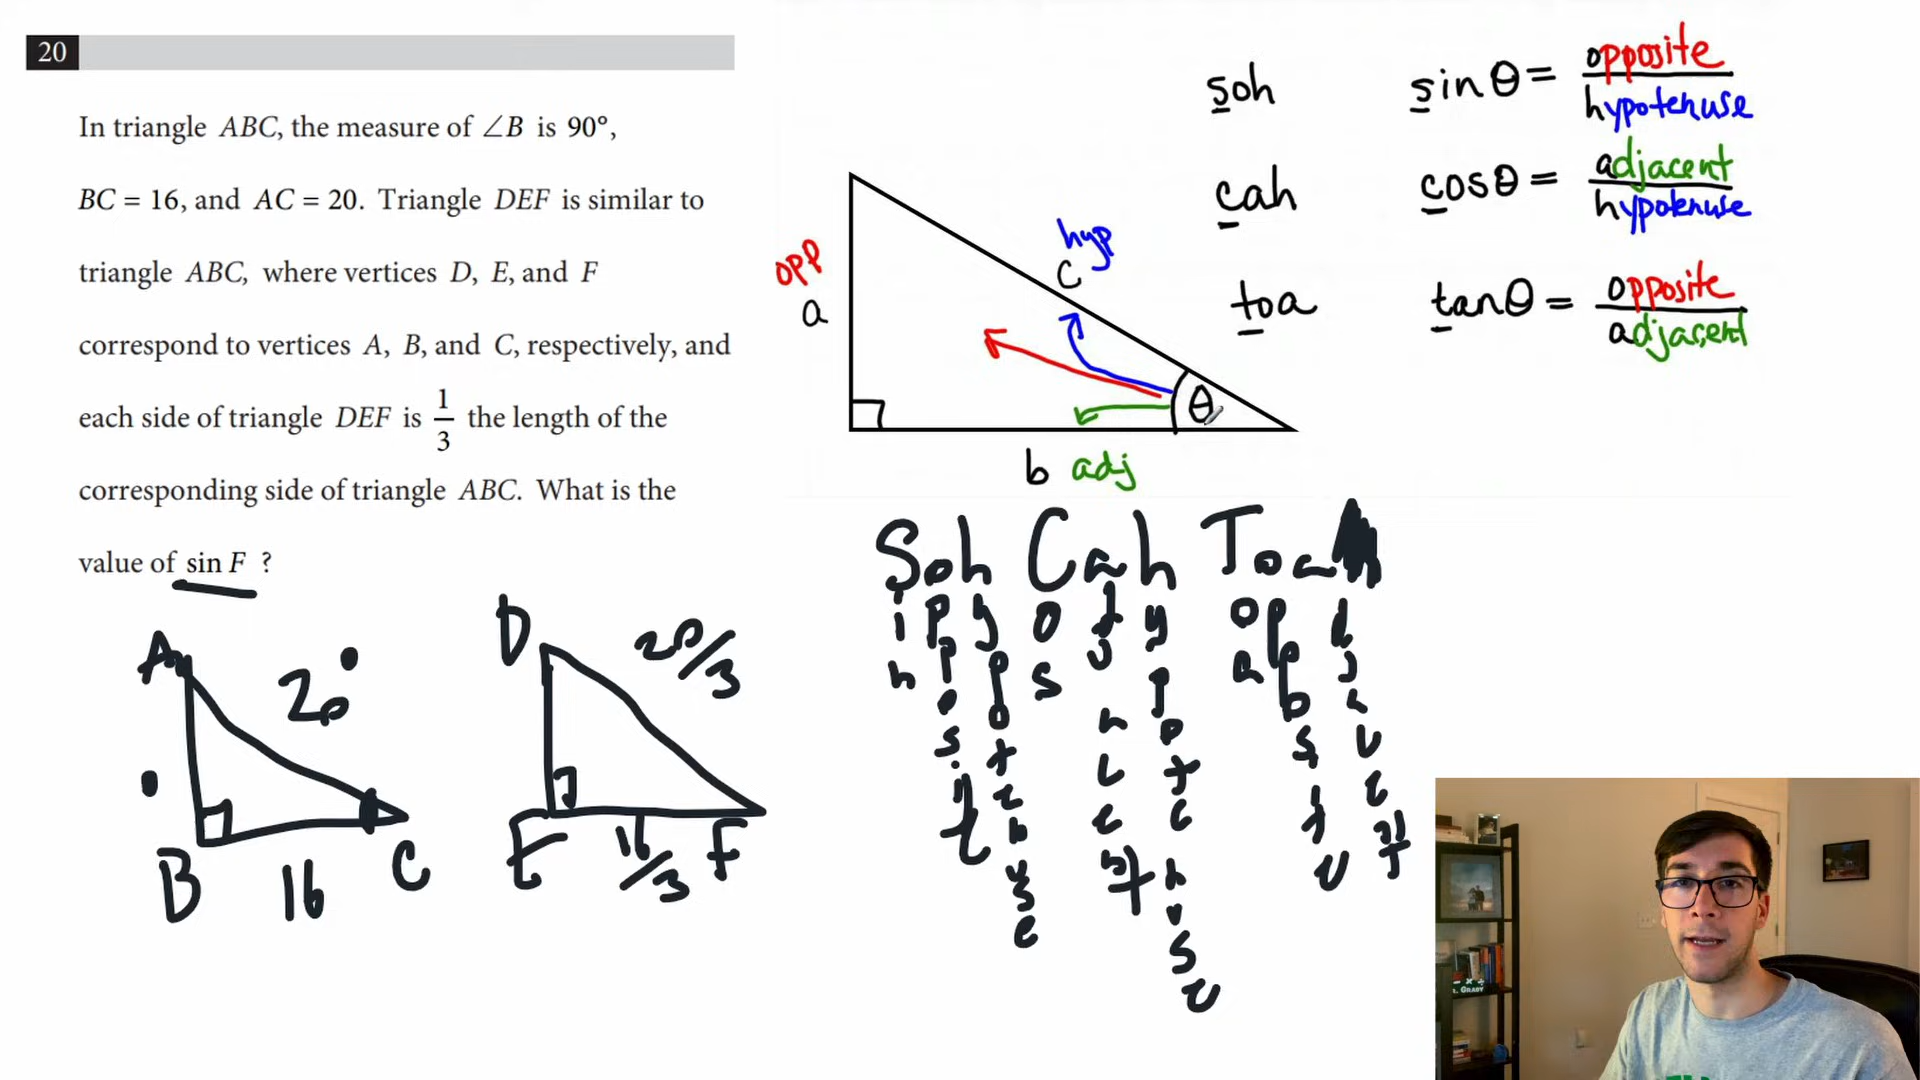 20
In triangle ABC, the measure of ∠B is 90°,
BC = 16, and AC = 20. Triangle DEF is similar to
triangle ABC, where vertices D, E, and F
correspond to vertices A, B, and C, respectively, and
each side of triangle DEF is 1/3 the length of the
corresponding side of triangle ABC. What is the
value of sin F ?
A
20
B
16
C
D
20/3
E
16/3
F
opp
a
hyp
c
θ
b adj
soh
sinθ = opposite/hypotenuse
cah
cosθ = adjacent/hypotenuse
toa
tanθ = opposite/adjacent
Soh Cah Toa